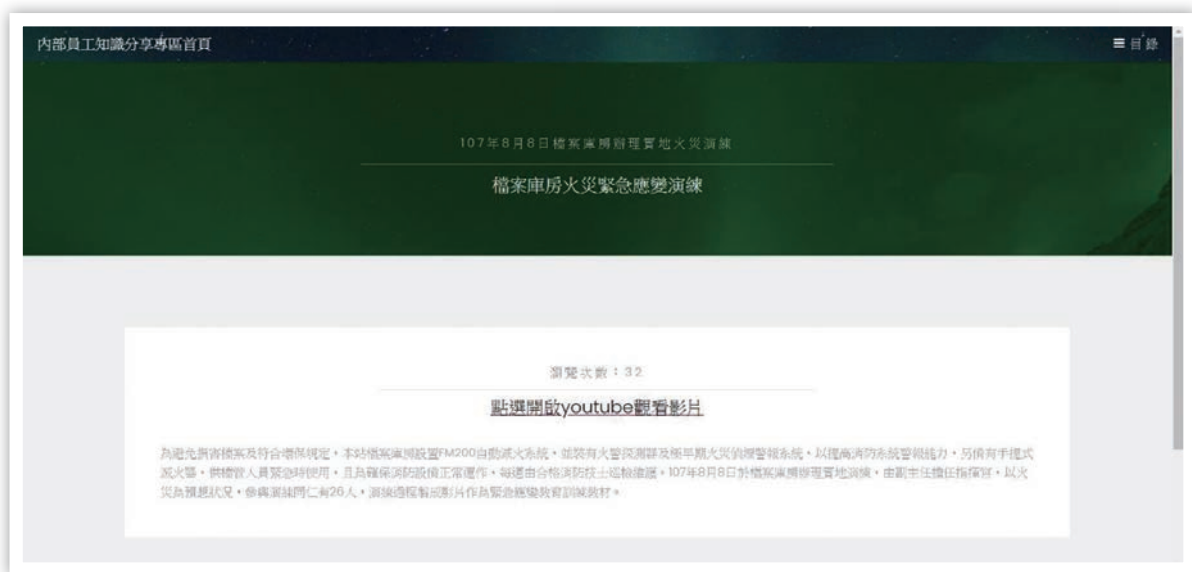 內部員工知識分享專區首頁
☰ 目錄
107年8月8日檔案庫房辦理實地火災演練
檔案庫房火災緊急應變演練
瀏覽次數：32
點選開啟youtube觀看影片
為避免損害檔案及符合環保規定，本站檔案庫房設置FM200自動滅火系統，並裝有火警探測器及極早期火災偵煙警報系統，以提高消防系統警報能力，另備有手提式
滅火器，供檔管人員緊急時使用，且為確保消防設備正常運作，每週由合格消防技士巡檢維護。107年8月8日於檔案庫房辦理實地演練，由副主任擔任指揮官，以火
災為預想狀況，參與演練同仁有26人，演練過程製成影片作為緊急應變教育訓練教材。